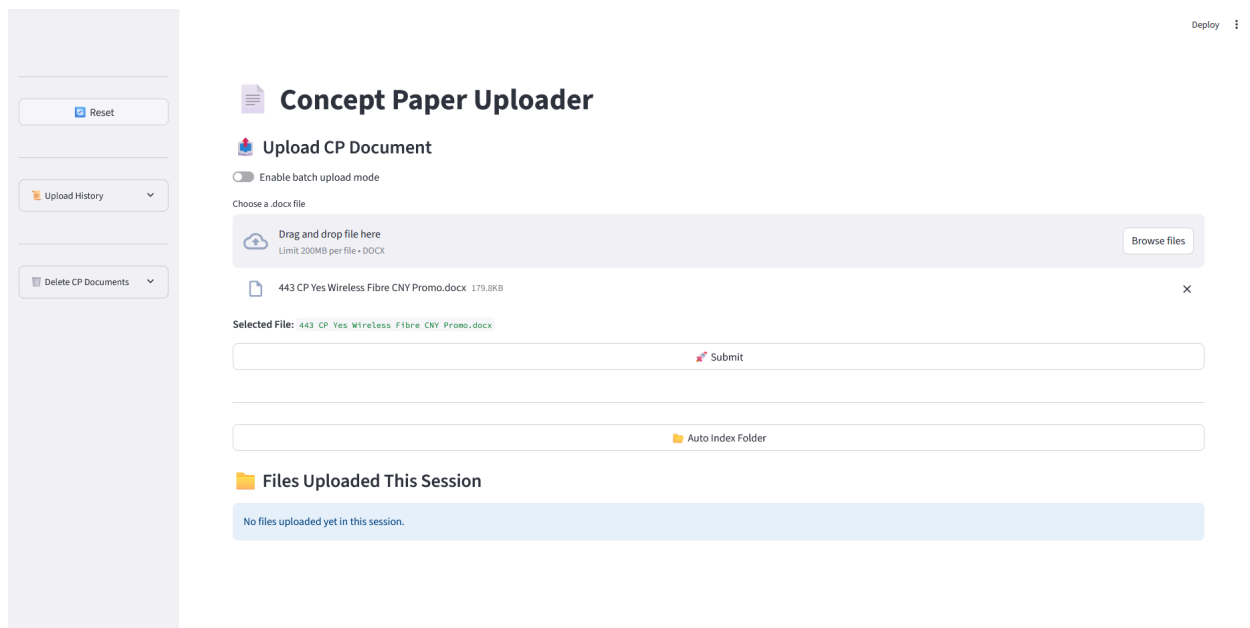 Deploy
Reset
Upload History
Delete CP Documents
Concept Paper Uploader
Upload CP Document
Enable batch upload mode
Choose a .docx file
Drag and drop file here
Limit 200MB per file • DOCX
Browse files
443 CP Yes Wireless Fibre CNY Promo.docx 179.8KB
Selected File: 443 CP Yes Wireless Fibre CNY Promo.docx
Submit
Auto Index Folder
Files Uploaded This Session
No files uploaded yet in this session.